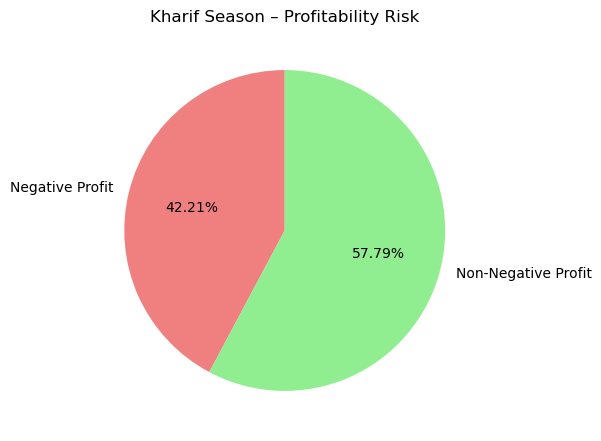 Kharif Season – Profitability Risk
Negative Profit
42.21%
57.79%
Non-Negative Profit